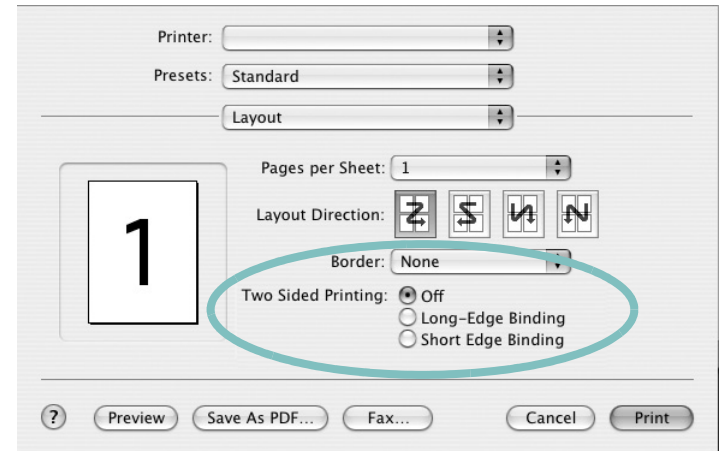 Printer:
Presets: Standard
Layout
Pages per Sheet: 1
1
Layout Direction:
Border: None
Two Sided Printing: Off
Long-Edge Binding
Short Edge Binding
? Preview Save As PDF... Fax... Cancel Print